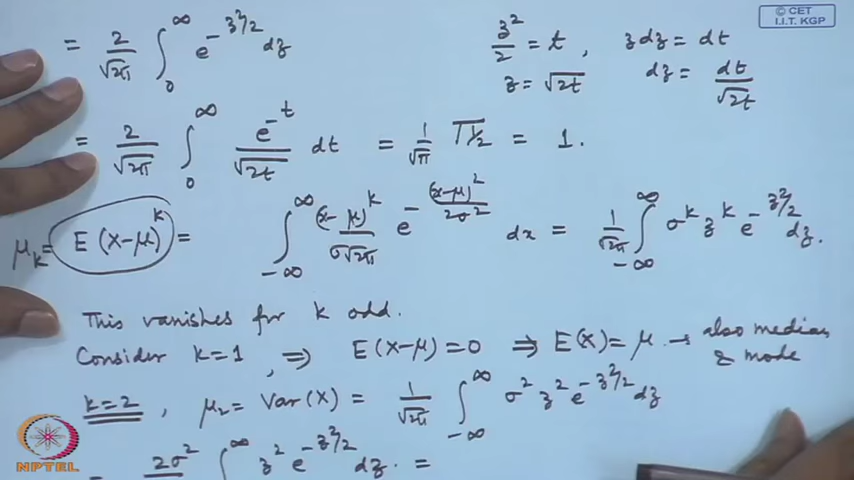 © CET
I.I.T. KGP
= 2/√2π ∫₀^∞ e^{-z²/2} dz
z²/2 = t , z dz = dt
z = √2t
dz = dt/√2t
= 2/√2π ∫₀^∞ e^{-t}/√2t dt = 1/√π Γ1/2 = 1.
μ_k = E(X-μ)^k = ∫_{-∞}^∞ (x-μ)^k/σ√2π e^{-(x-μ)²/2σ²} dx = 1/√2π ∫_{-∞}^∞ σ^k z^k e^{-z²/2} dz.
This vanishes for k odd.
Consider k=1 , ⇒ E(X-μ)=0 ⇒ E(X)=μ → also median
& mode
k=2 , μ₂ = Var(X) = 1/√2π ∫_{-∞}^∞ σ² z² e^{-z²/2} dz
= 2σ² ∫^∞ z² e^{-z²/2} dz. =
NPTEL